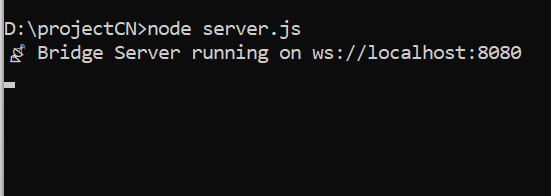 D:\projectCN>node server.js
📡 Bridge Server running on ws://localhost:8080